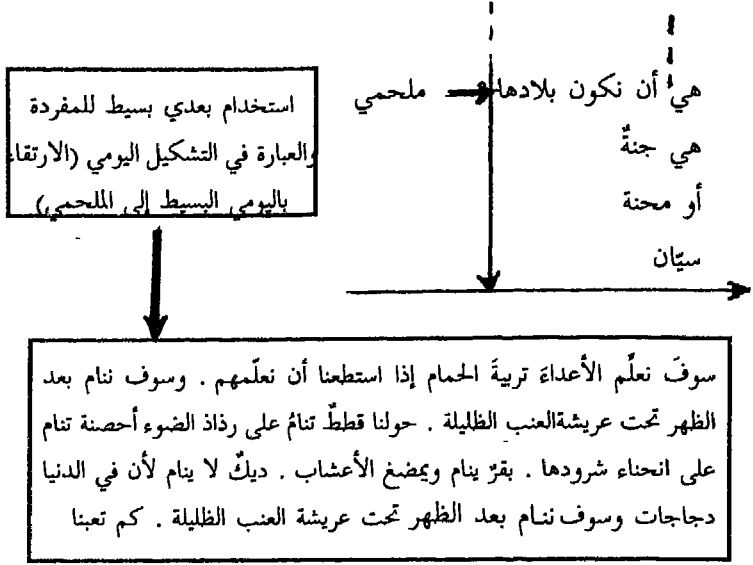 هي أن نكون بلادها ملحمي
هي جنةٌ
أو محنة
سيّان
استخدام بعدي بسيط للمفردة
والعبارة في التشكيل اليومي (الارتقاء
باليومي البسيط إلى الملحمي)
سوفَ نعلِّم الأعداءَ تربيةَ الحمام إذا استطعنا أن نعلّمهم . وسوف ننام بعد
الظهر تحت عريشةالعنب الظليلة . حولنا قططٌ تنامُ على رذاذ الضوء أحصنة تنام
على انحناء شرودها . بقرٌ ينام ويمضغ الأعشاب . ديكٌ لا ينام لأن في الدنيا
دجاجات وسوف ننام بعد الظهر تحت عريشة العنب الظليلة . كم تعبنا